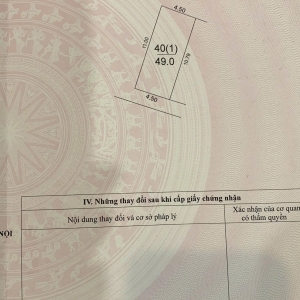 4.50
11.50
40(1)
49.0
10.78
4.50
IV. Những thay đổi sau khi cấp giấy chứng nhận
Nội dung thay đổi và cơ sở pháp lý
Xác nhận của cơ quan
có thẩm quyền
NỘI